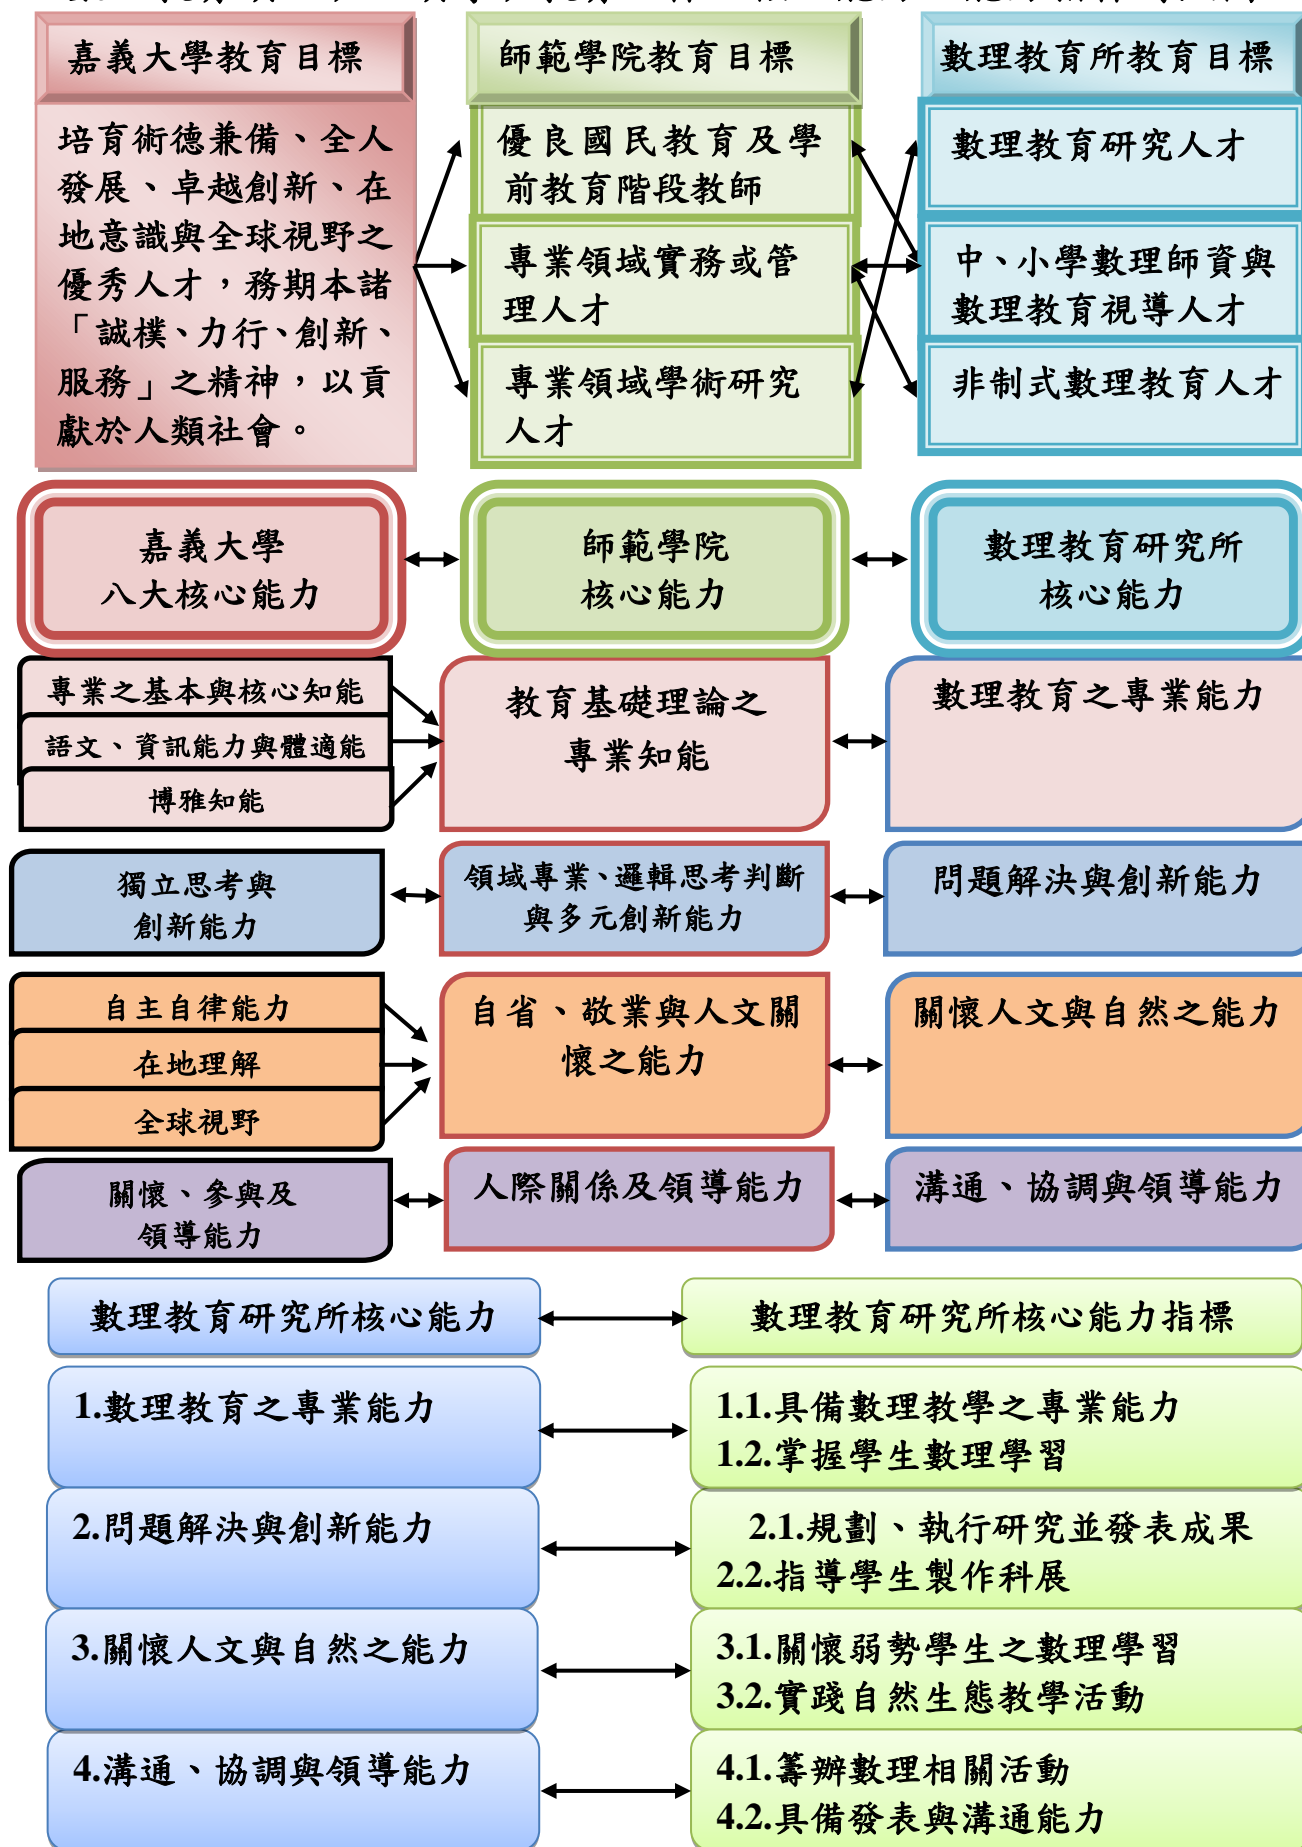 嘉義大學教育目標
培育術德兼備、全人
發展、卓越創新、在
地意識與全球視野之
優秀人才，務期本諸
「誠樸、力行、創新、
服務」之精神，以貢
獻於人類社會。
師範學院教育目標
優良國民教育及學
前教育階段教師
專業領域實務或管
理人才
專業領域學術研究
人才
數理教育所教育目標
數理教育研究人才
中、小學數理師資與
數理教育視導人才
非制式數理教育人才
嘉義大學
八大核心能力
師範學院
核心能力
數理教育研究所
核心能力
專業之基本與核心知能
語文、資訊能力與體適能
博雅知能
教育基礎理論之
專業知能
數理教育之專業能力
獨立思考與
創新能力
領域專業、邏輯思考判斷
與多元創新能力
問題解決與創新能力
自主自律能力
在地理解
全球視野
自省、敬業與人文關
懷之能力
關懷人文與自然之能力
關懷、參與及
領導能力
人際關係及領導能力
溝通、協調與領導能力
數理教育研究所核心能力
數理教育研究所核心能力指標
1.數理教育之專業能力
1.1.具備數理教學之專業能力
1.2.掌握學生數理學習
2.問題解決與創新能力
2.1.規劃、執行研究並發表成果
2.2.指導學生製作科展
3.關懷人文與自然之能力
3.1.關懷弱勢學生之數理學習
3.2.實踐自然生態教學活動
4.溝通、協調與領導能力
4.1.籌辦數理相關活動
4.2.具備發表與溝通能力